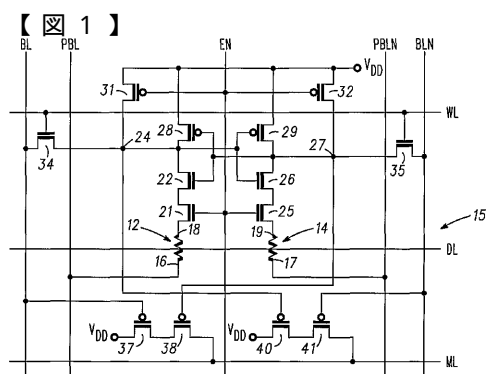 【図1】
BL PBL EN PBLN BLN
VDD
31 32
WL
28 29
34 24 27 35
22 26
21 25
12 18 19 14 15
DL
16 17
VDD VDD
37 38 40 41
ML